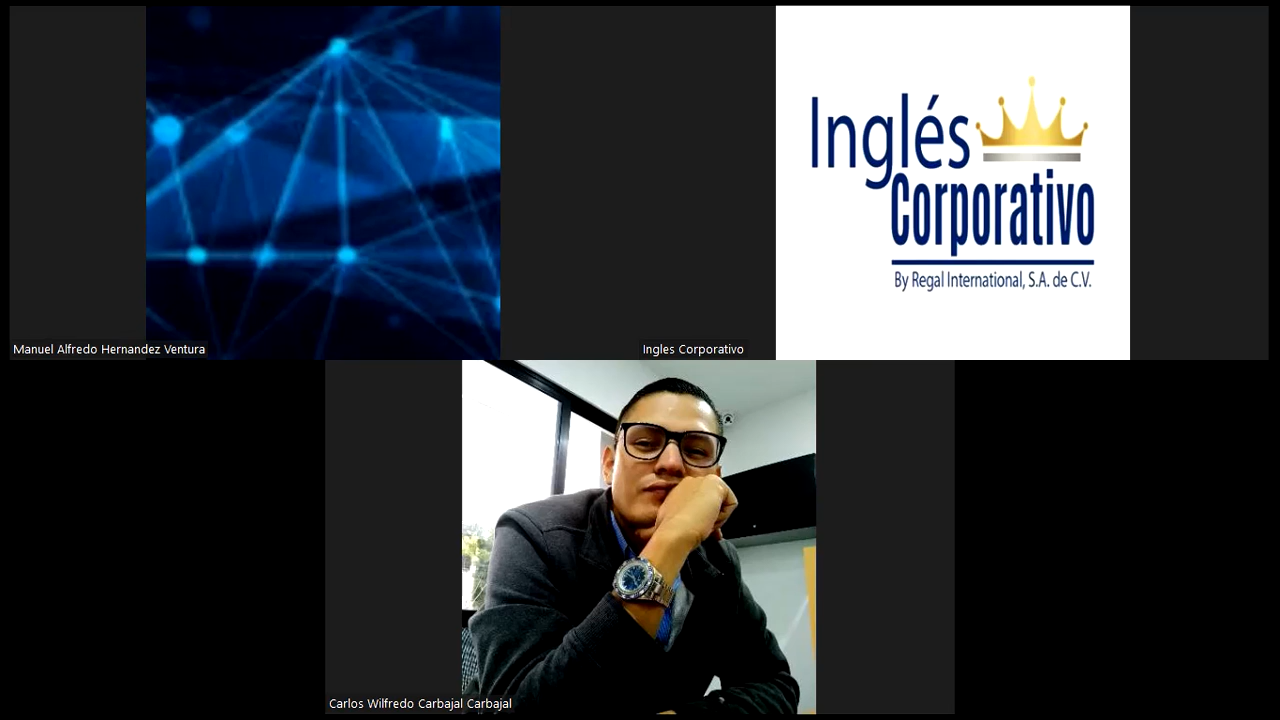 Inglés
Corporativo
By Regal International, S.A. de C.V.
Manuel Alfredo Hernandez Ventura
Ingles Corporativo
Carlos Wilfredo Carbajal Carbajal